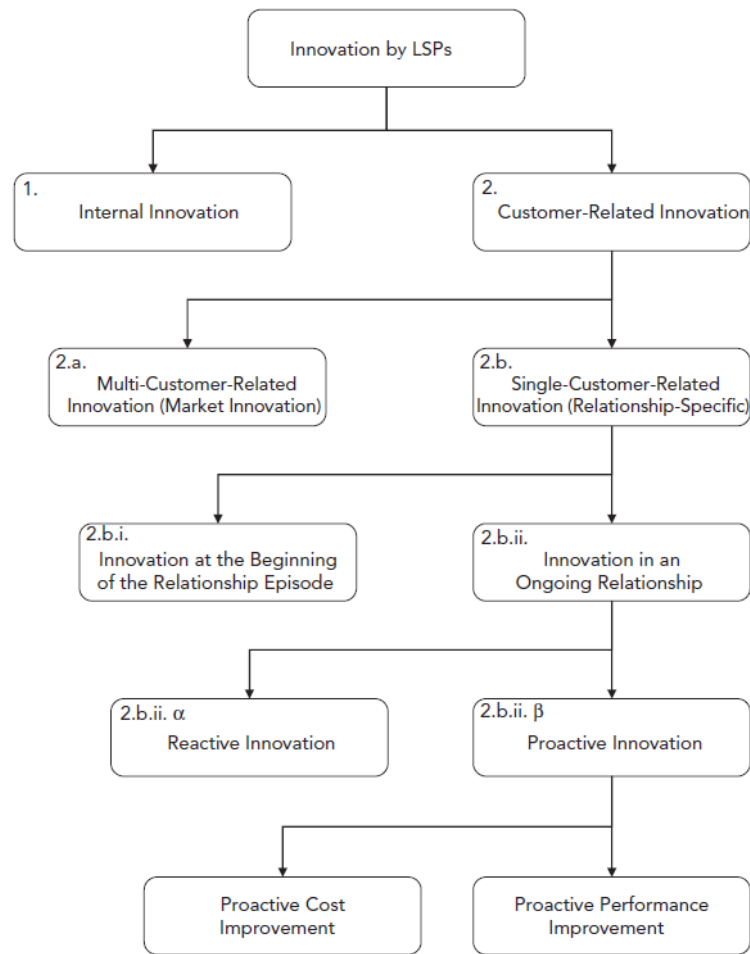 Innovation by LSPs
1.
Internal Innovation
2.
Customer-Related Innovation
2.a.
Multi-Customer-Related
Innovation (Market Innovation)
2.b.
Single-Customer-Related
Innovation (Relationship-Specific)
2.b.i.
Innovation at the Beginning
of the Relationship Episode
2.b.ii.
Innovation in an
Ongoing Relationship
2.b.ii. α
Reactive Innovation
2.b.ii. β
Proactive Innovation
Proactive Cost
Improvement
Proactive Performance
Improvement